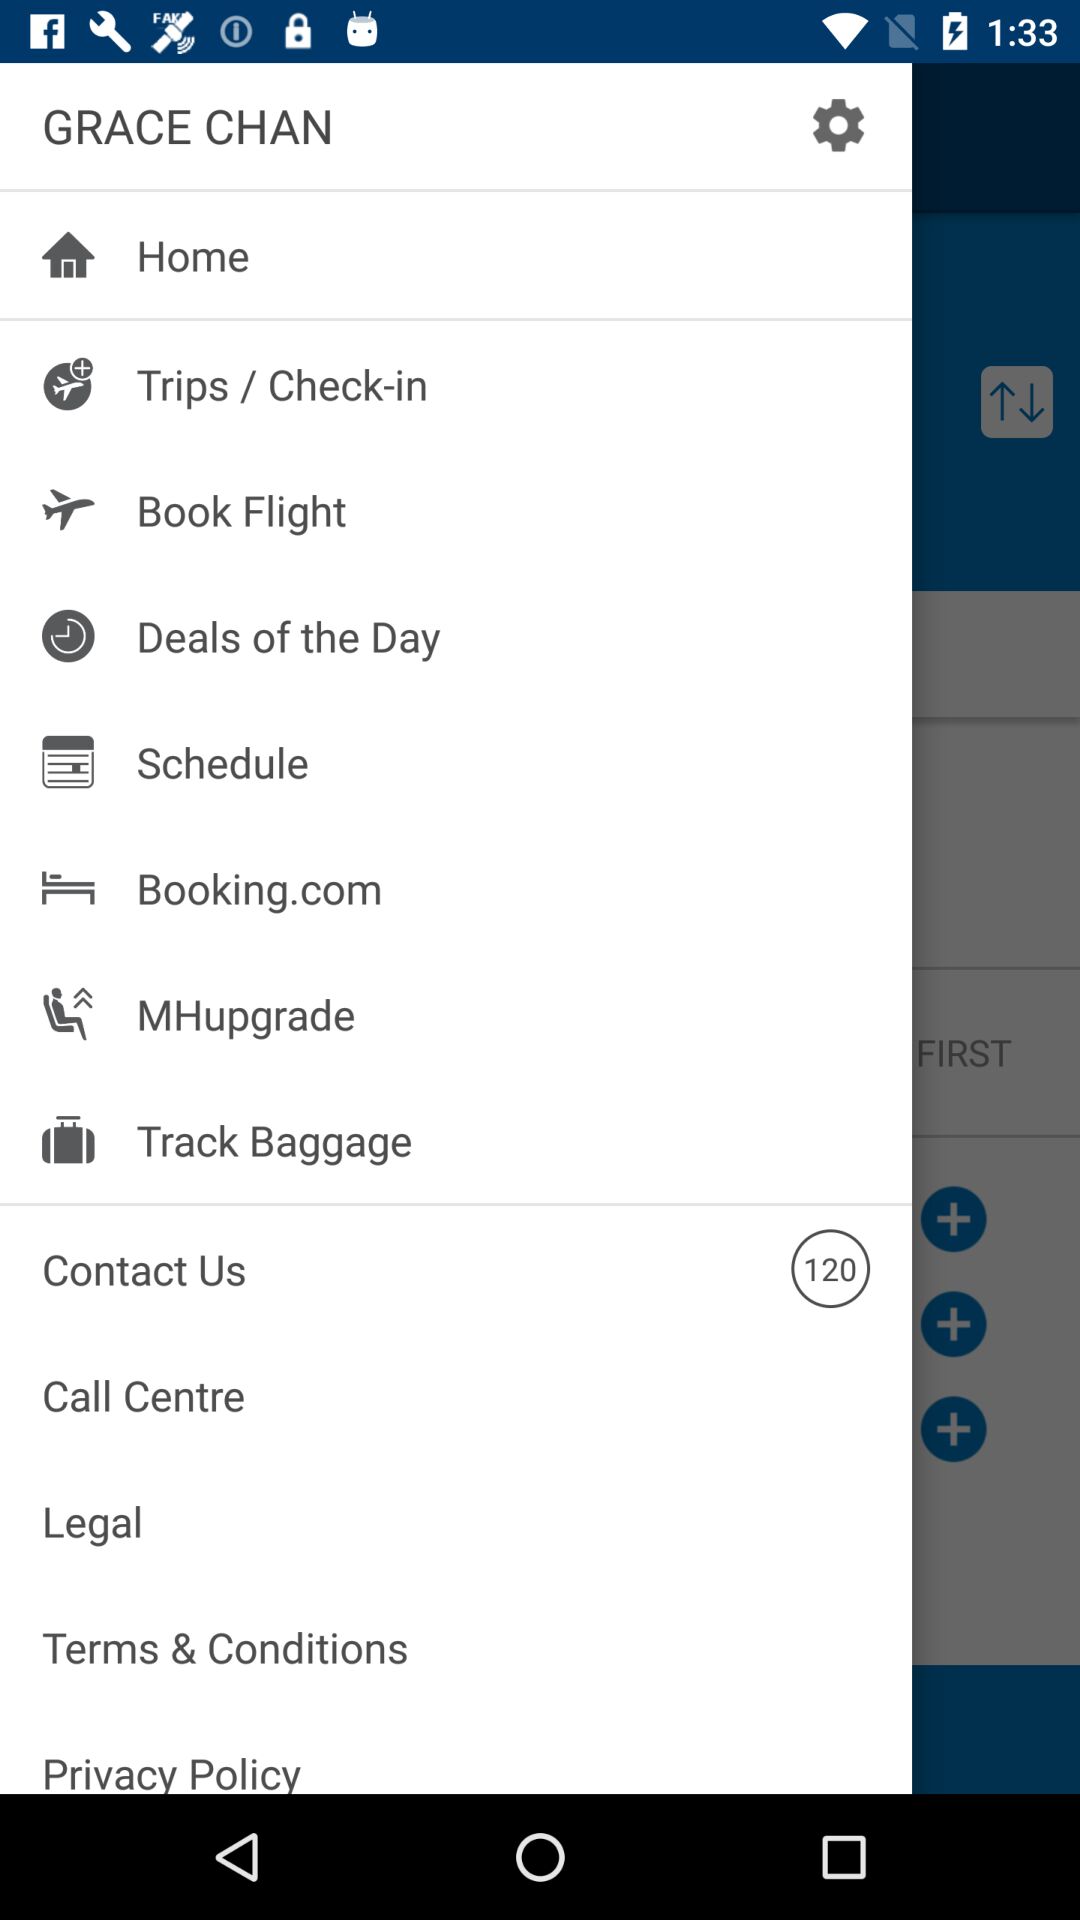 FAKE
1:33
GRACE CHAN
Home
Trips / Check-in
Book Flight
Deals of the Day
Schedule
Booking.com
MHupgrade
FIRST
Track Baggage
Contact Us
120
Call Centre
Legal
Terms & Conditions
Privacy Policy